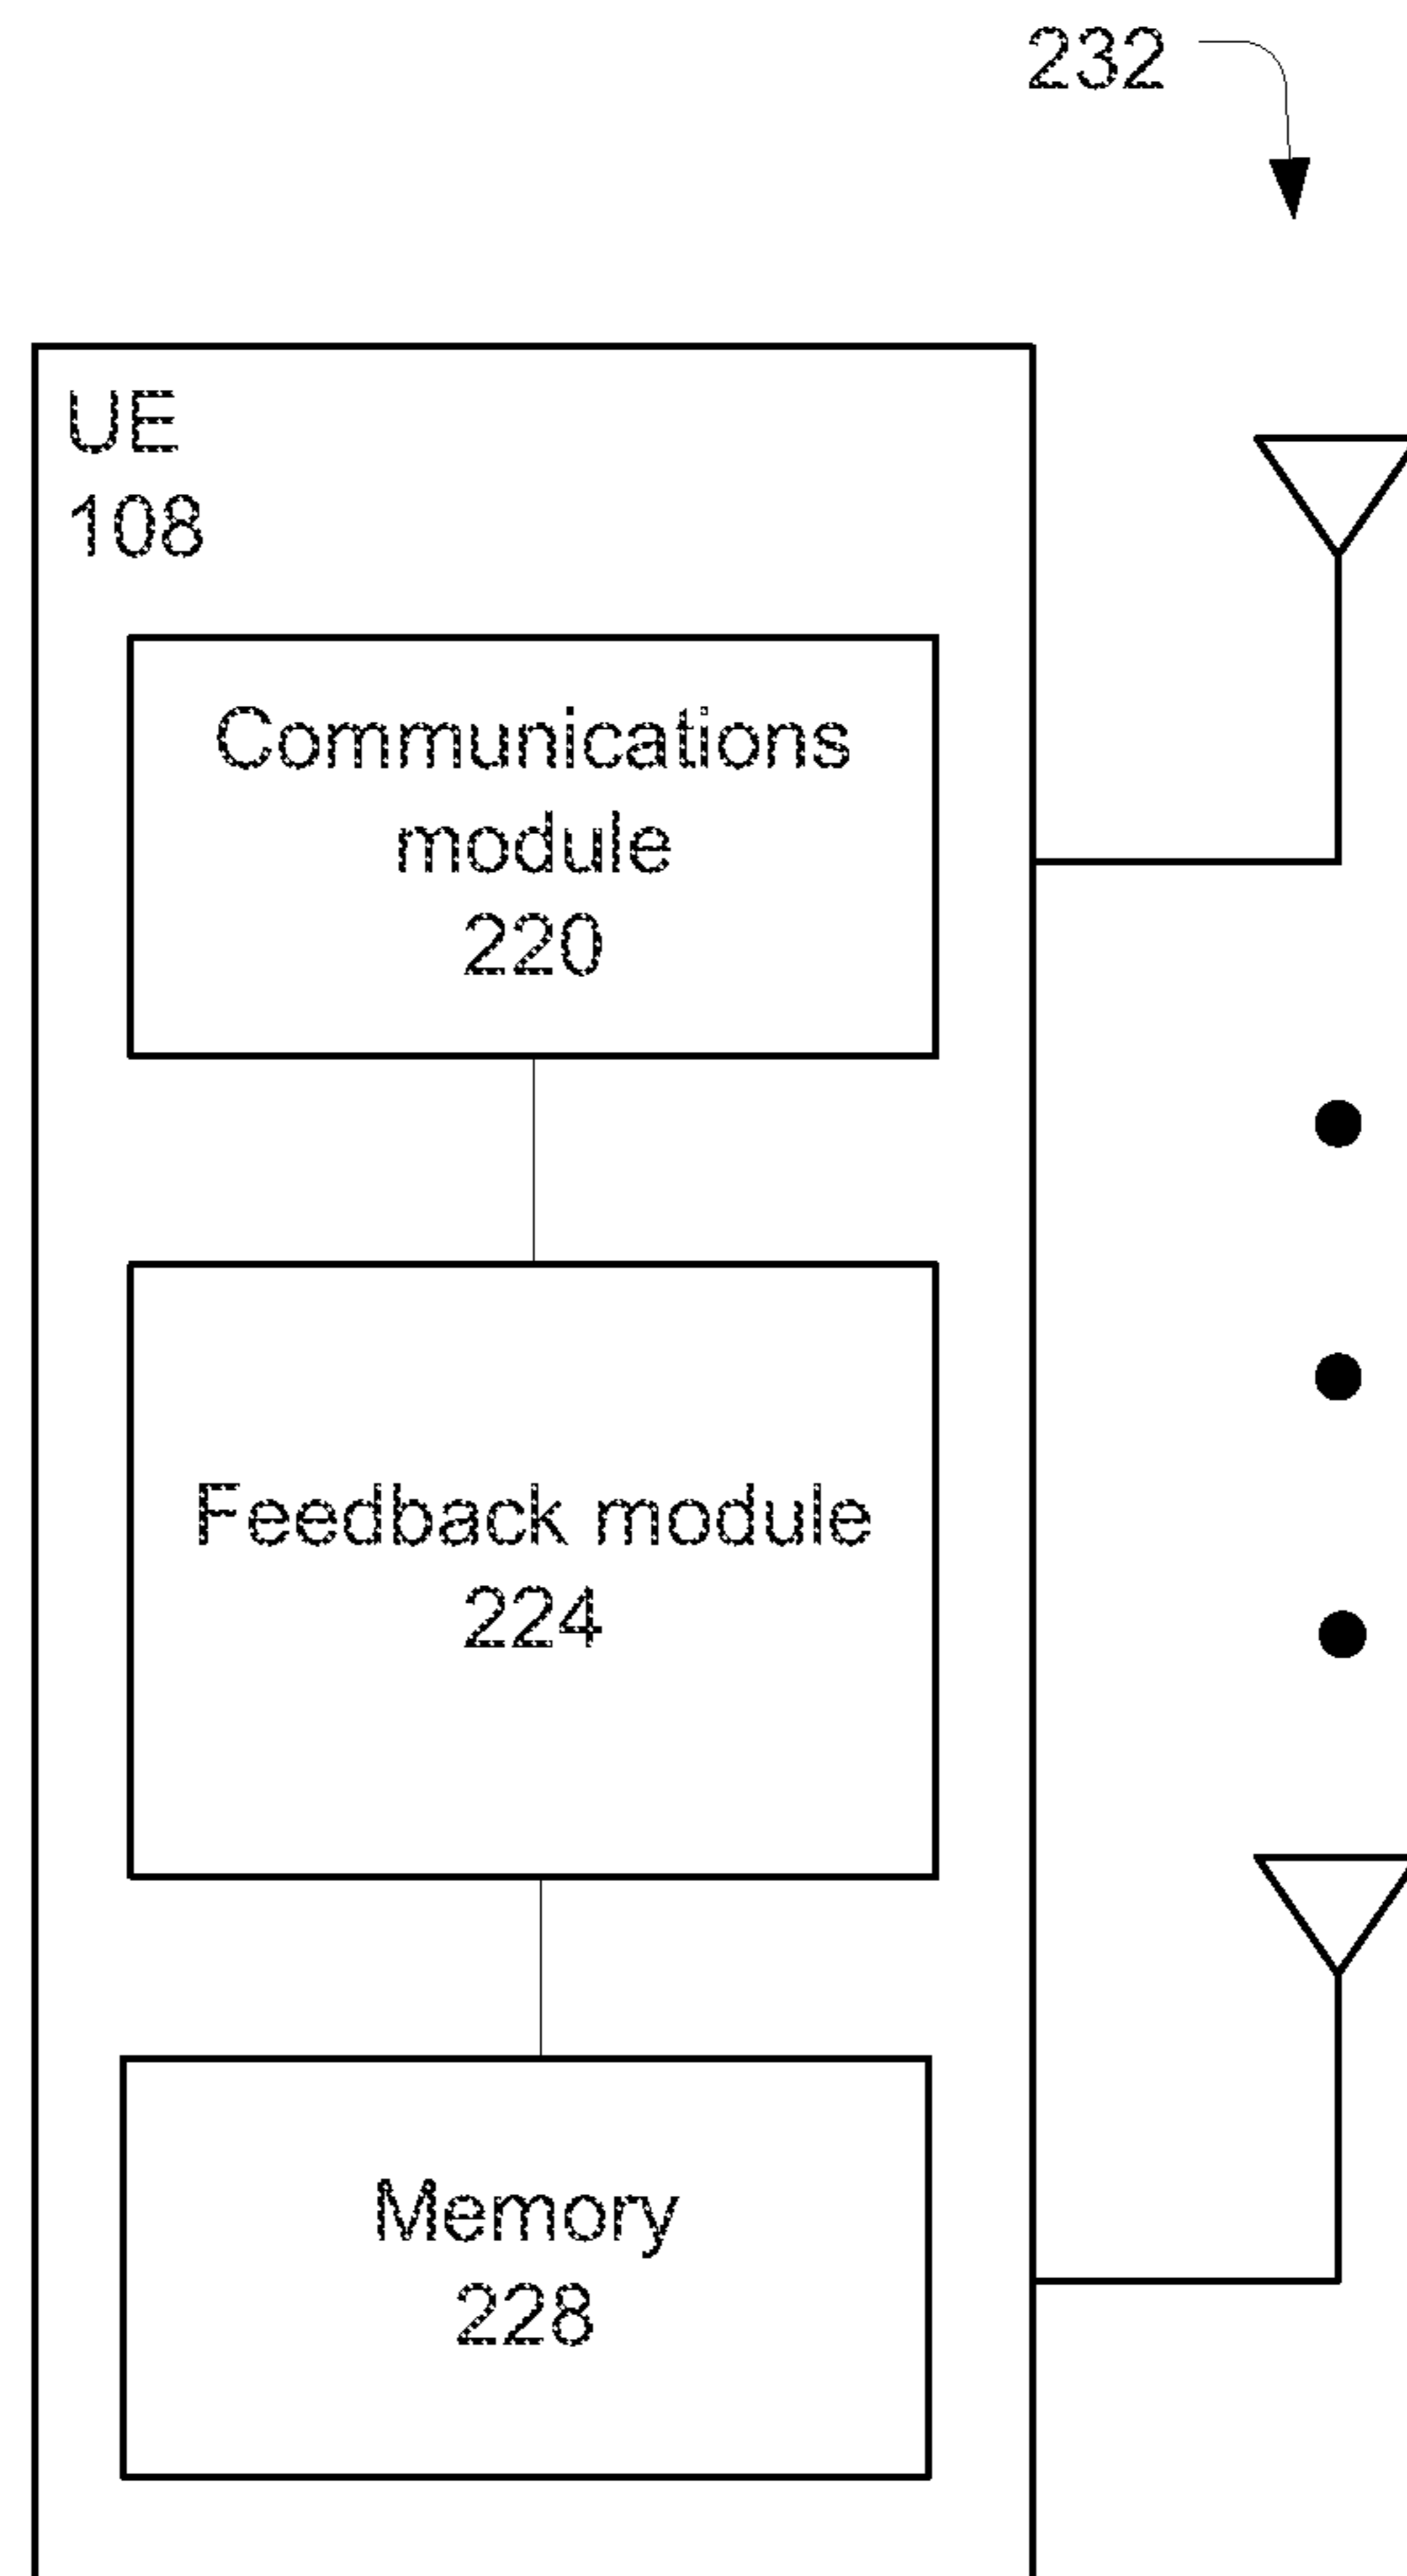 232
UE
108
Communications
module
220
Feedback module
224
Memory
228